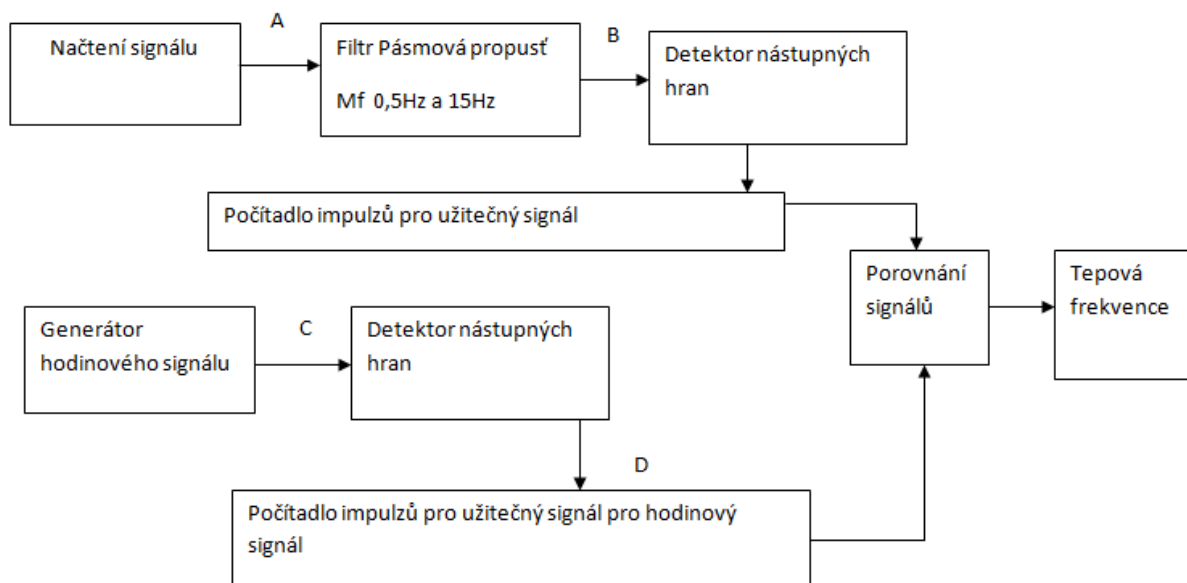 A
Načtení signálu
Filtr Pásmová propusť
Mf 0,5Hz a 15Hz
B
Detektor nástupných
hran
Počítadlo impulzů pro užitečný signál
Porovnání
signálů
Tepová
frekvence
Generátor
hodinového signálu
C
Detektor nástupných
hran
D
Počítadlo impulzů pro užitečný signál pro hodinový
signál